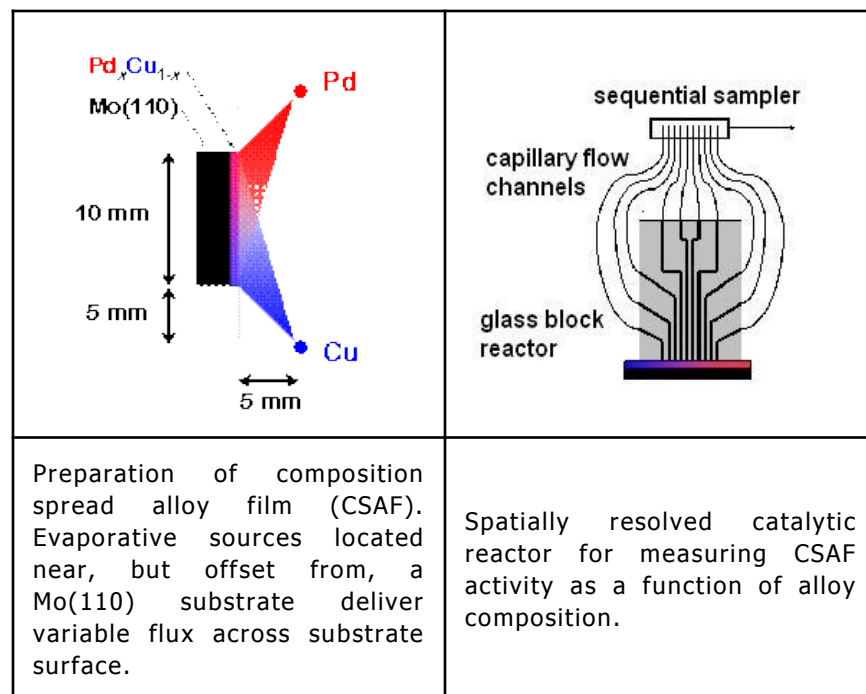 PdxCu1-x
Pd
Mo(110)
10 mm
5 mm
Cu
5 mm
sequential sampler
capillary flow
channels
glass block
reactor
Preparation of composition
spread alloy film (CSAF).
Evaporative sources located
near, but offset from, a
Mo(110) substrate deliver
variable flux across substrate
surface.
Spatially resolved catalytic
reactor for measuring CSAF
activity as a function of alloy
composition.